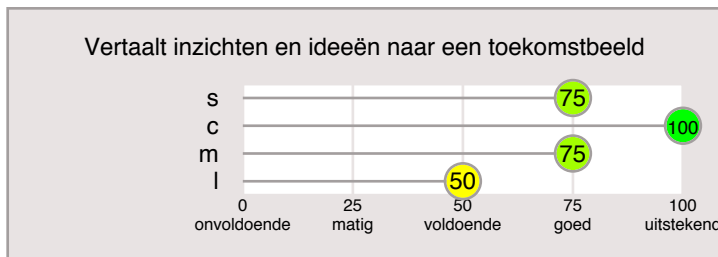 Vertaalt inzichten en ideeën naar een toekomstbeeld
s 75
c 100
m 75
l 50
0 25 50 75 100
onvoldoende matig voldoende goed uitstekend